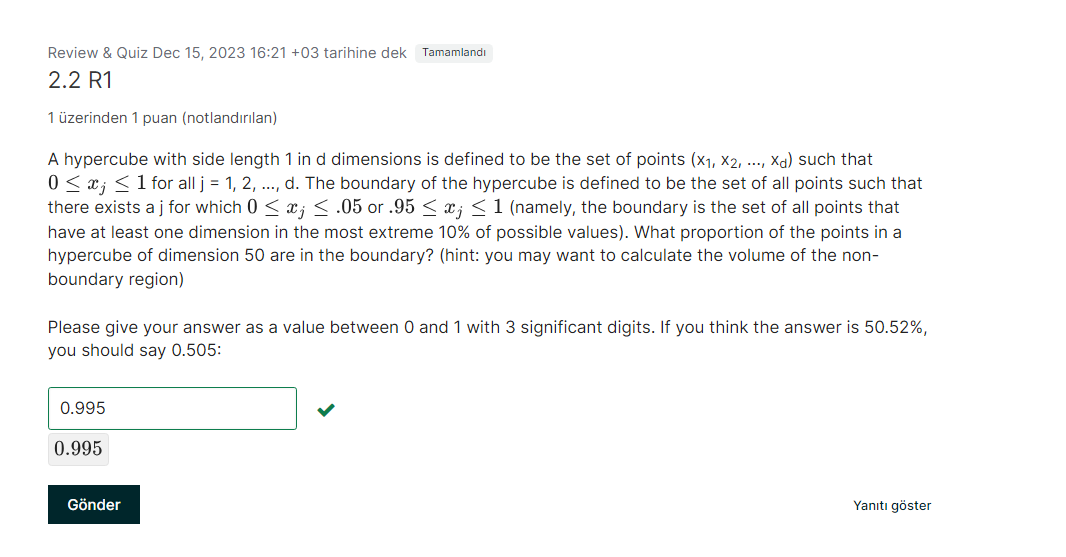 Review & Quiz Dec 15, 2023 16:21 +03 tarihine dek Tamamlandı
2.2 R1
1 üzerinden 1 puan (notlandırılan)
A hypercube with side length 1 in d dimensions is defined to be the set of points (x₁, x₂, ..., x_d) such that
0 ≤ x_j ≤ 1 for all j = 1, 2, ..., d. The boundary of the hypercube is defined to be the set of all points such that
there exists a j for which 0 ≤ x_j ≤ .05 or .95 ≤ x_j ≤ 1 (namely, the boundary is the set of all points that
have at least one dimension in the most extreme 10% of possible values). What proportion of the points in a
hypercube of dimension 50 are in the boundary? (hint: you may want to calculate the volume of the non-
boundary region)
Please give your answer as a value between 0 and 1 with 3 significant digits. If you think the answer is 50.52%,
you should say 0.505:
0.995
0.995
Gönder Yanıtı göster